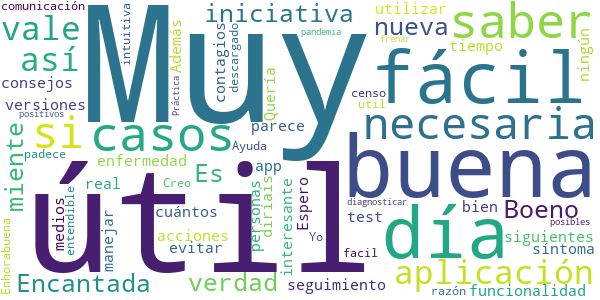 comunicación
vale
así
consejos
versiones
positivos
padece
miente
si
casos
enfermedad
real
Es
medios
entendible
manejar
cuántos
acciones
evitar
Encantada
verdad
Enhorabuena
Muy
útil
intuitiva
Práctica
Además
contagios
descargado
iniciativa
Quería
pandemia
parece
Ayuda
app
Creo
personas
diríais
interesante
Espero
seguimiento
Yo
facil
test
utilizar
frenar
nueva
tiempo
saber
ningún
fácil
censo
util
necesaria
buena
diagnosticar
posibles
día
bien
Boeno
siguientes
síntoma
aplicación
razón
funcionalidad